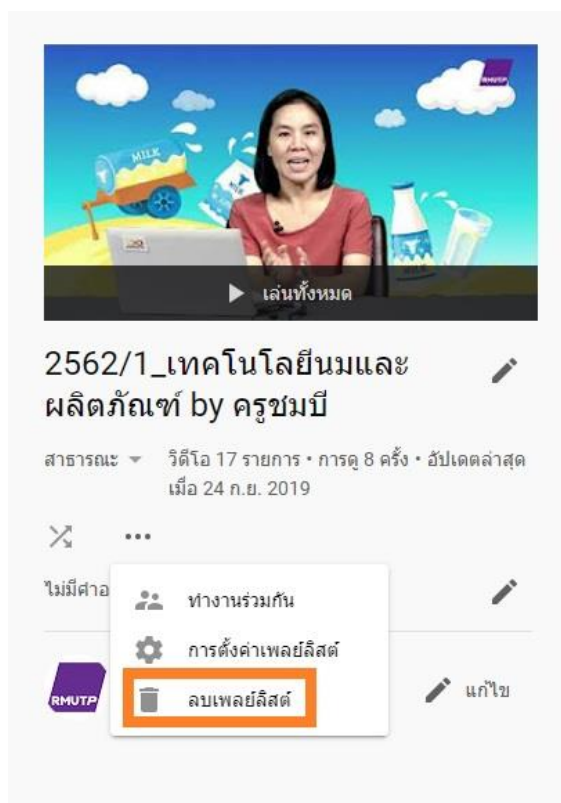 RMUTP
MILK
MILK
เล่นทั้งหมด
2562/1_เทคโนโลยีนมและ
ผลิตภัณฑ์ by ครูชมบี
สาธารณะ วิดีโอ 17 รายการ • การดู 8 ครั้ง • อัปเดตล่าสุด
เมื่อ 24 ก.ย. 2019
ไม่มีคำอ
ทำงานร่วมกัน
การตั้งค่าเพลย์ลิสต์
RMUTP
ลบเพลย์ลิสต์
แก้ไข